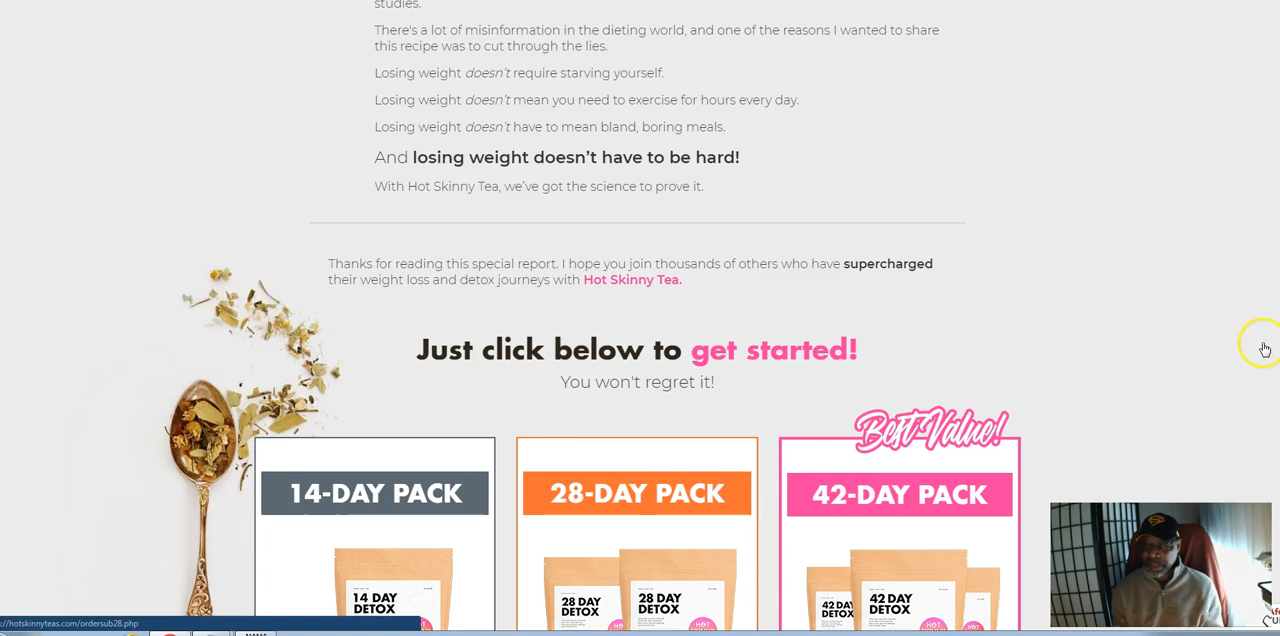 studies.
There's a lot of misinformation in the dieting world, and one of the reasons I wanted to share
this recipe was to cut through the lies.
Losing weight doesn't require starving yourself.
Losing weight doesn't mean you need to exercise for hours every day.
Losing weight doesn't have to mean bland, boring meals.
And losing weight doesn’t have to be hard!
With Hot Skinny Tea, we’ve got the science to prove it.
Thanks for reading this special report. I hope you join thousands of others who have supercharged
their weight loss and detox journeys with Hot Skinny Tea.
Just click below to get started!
You won't regret it!
Best Value!
14-DAY PACK
28-DAY PACK
42-DAY PACK
14 DAY
DETOX
28 DAY
DETOX
28 DAY
DETOX
42 DAY
DETOX
42 DAY
DETOX
HOT
HOT
://hotskinnyteas.com/ordersub28.php